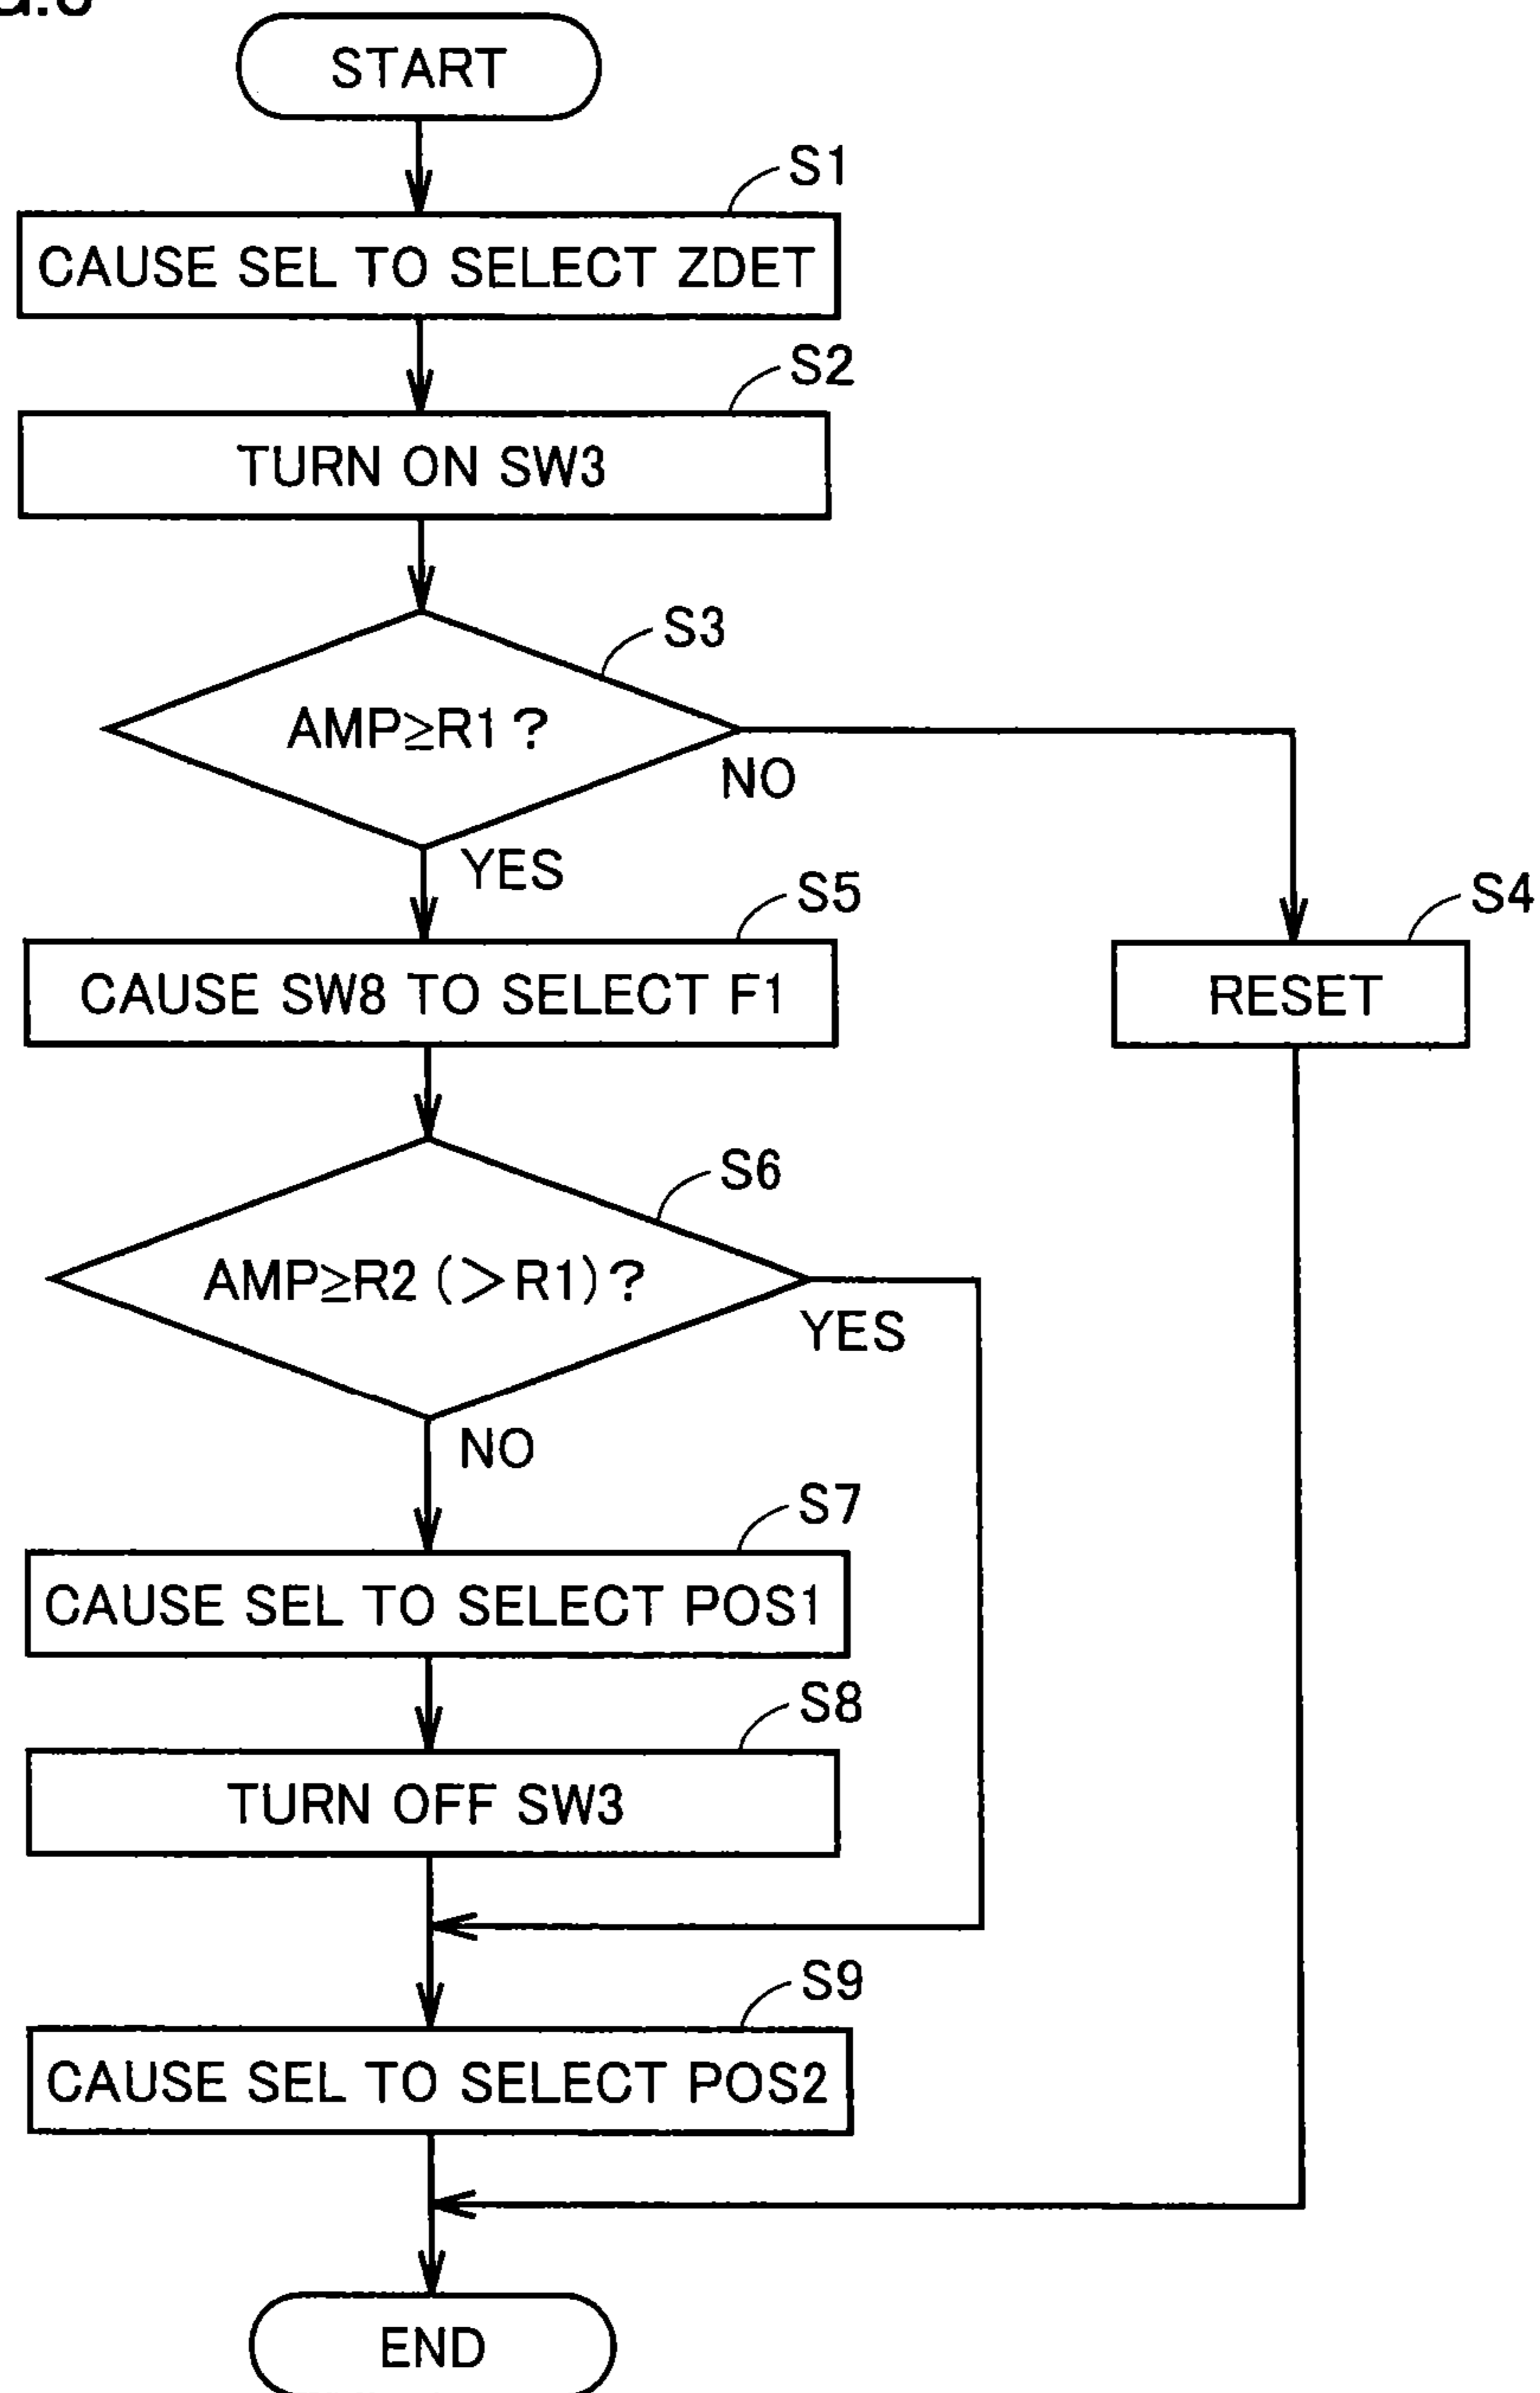 START
S1
CAUSE SEL TO SELECT ZDET
S2
TURN ON SW3
S3
AMP≧R1?
NO
YES
S5
CAUSE SW8 TO SELECT F1
S4
RESET
S6
AMP≧R2 (>R1)?
YES
NO
S7
CAUSE SEL TO SELECT POS1
S8
TURN OFF SW3
S9
CAUSE SEL TO SELECT POS2
END